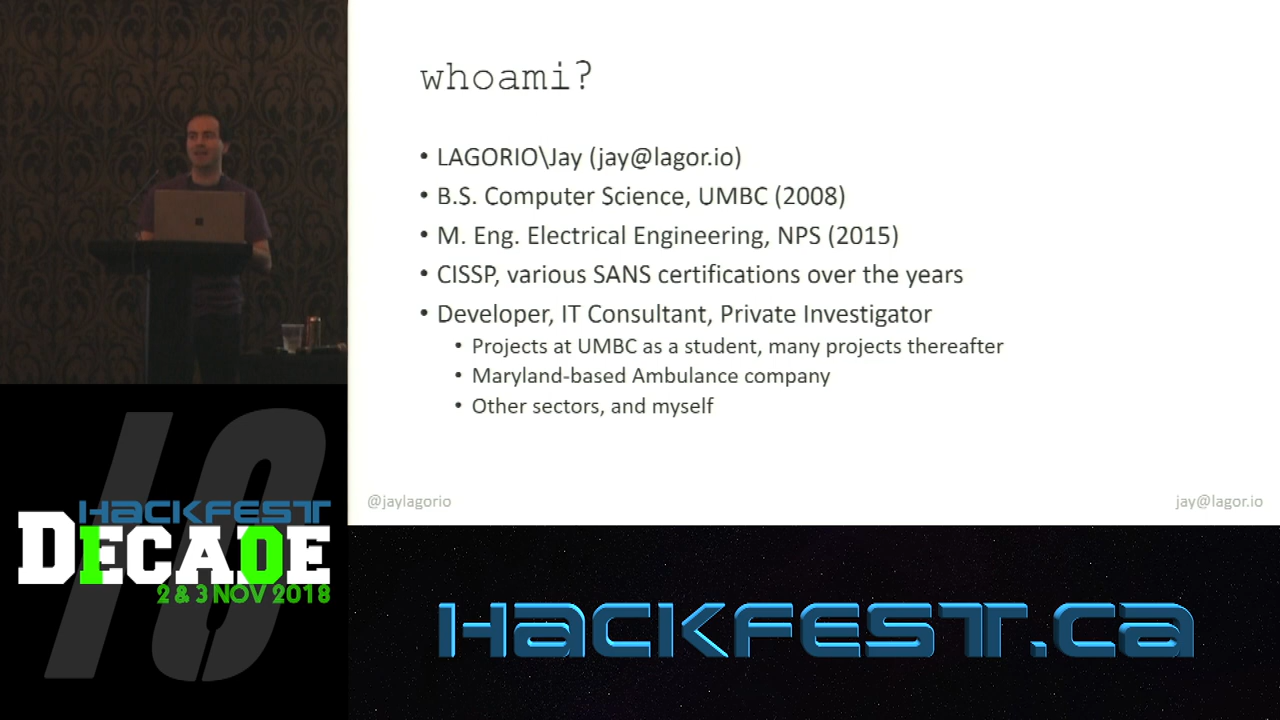 whoami?
• LAGORIO\Jay (jay@lagor.io)
• B.S. Computer Science, UMBC (2008)
• M. Eng. Electrical Engineering, NPS (2015)
• CISSP, various SANS certifications over the years
• Developer, IT Consultant, Private Investigator
• Projects at UMBC as a student, many projects thereafter
• Maryland-based Ambulance company
• Other sectors, and myself
@jaylagorio
jay@lagor.io
10
HACKFEST
DECADE
2 & 3 NOV 2018
HACKFEST.Ca